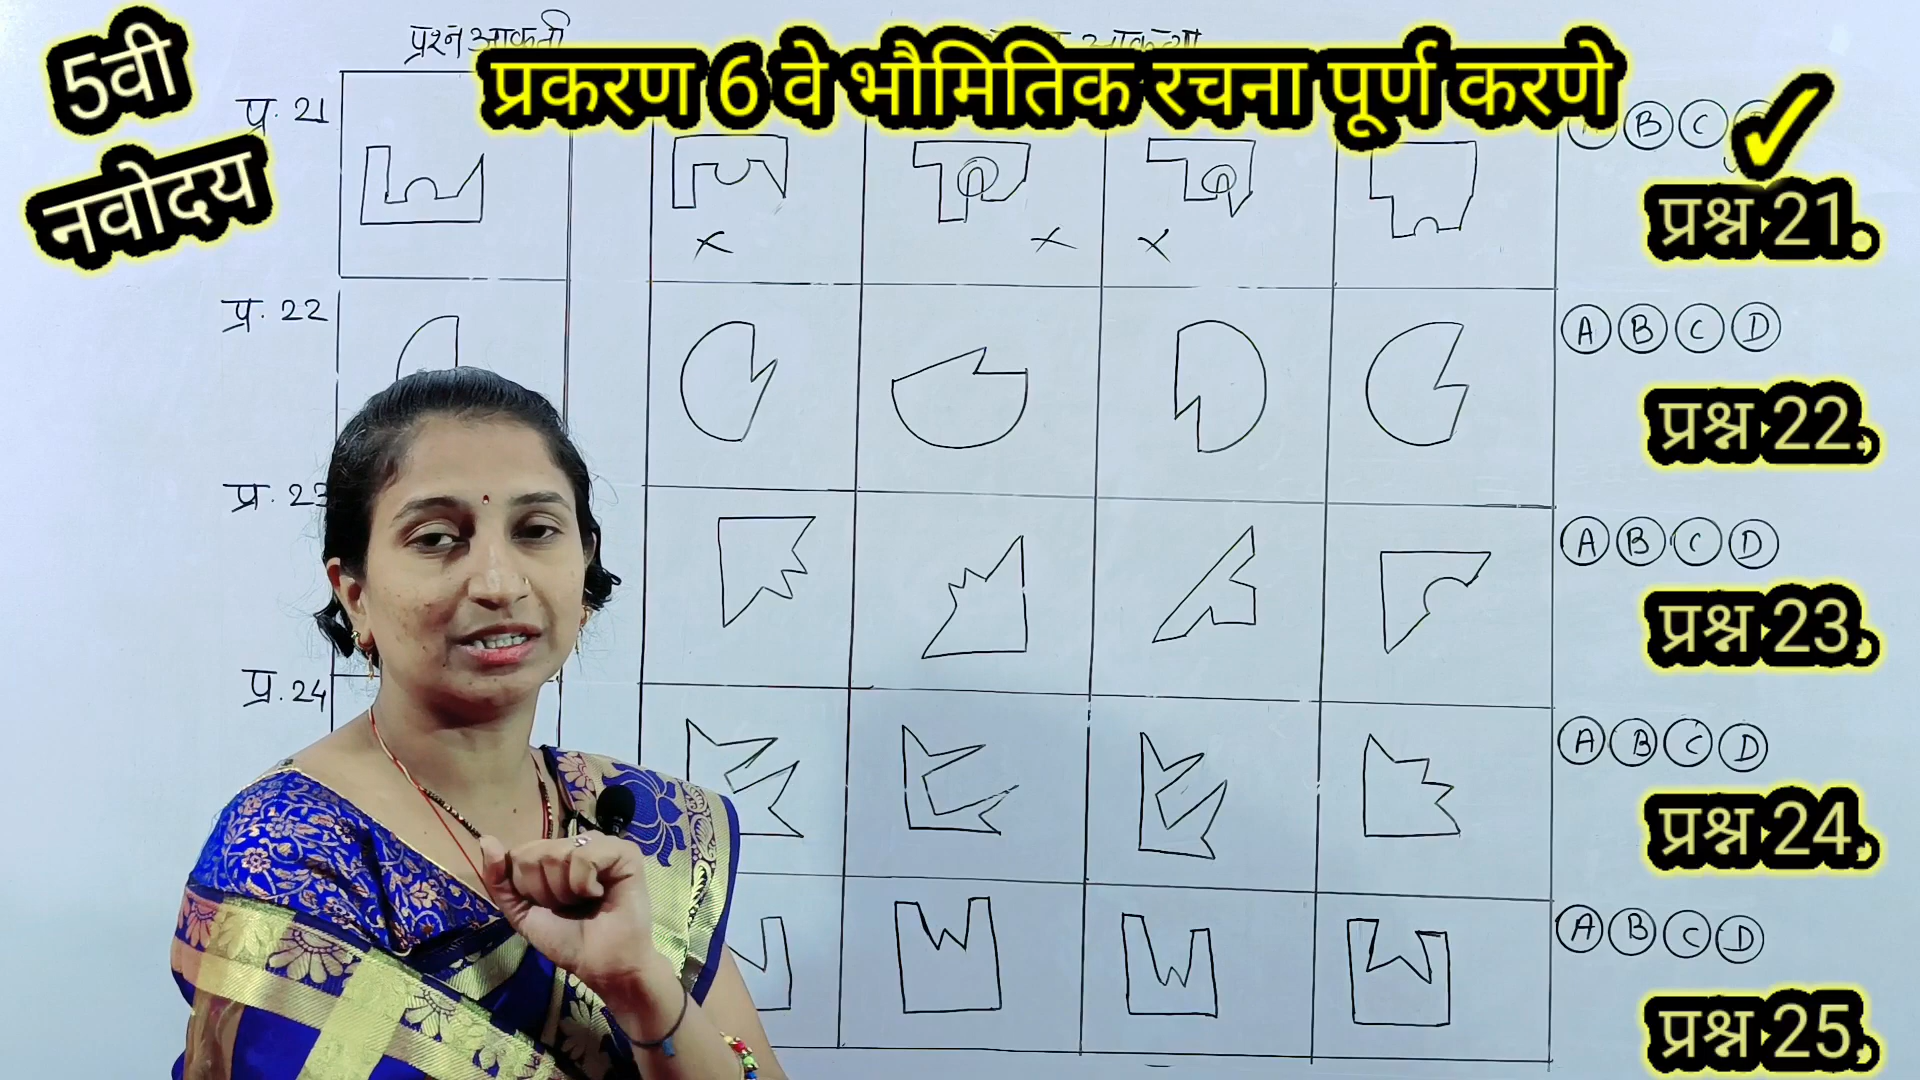 प्रश्न आकृती
5वी
नवोदय
प्रकरण 6 वे भौमितिक रचना पूर्ण करणे
प्र. 21
B C
प्रश्न 21.
प्र. 22
A B C D
प्रश्न 22.
प्र. 23
A B C D
प्रश्न 23.
प्र. 24
A B C D
प्रश्न 24.
A B C D
प्रश्न 25.